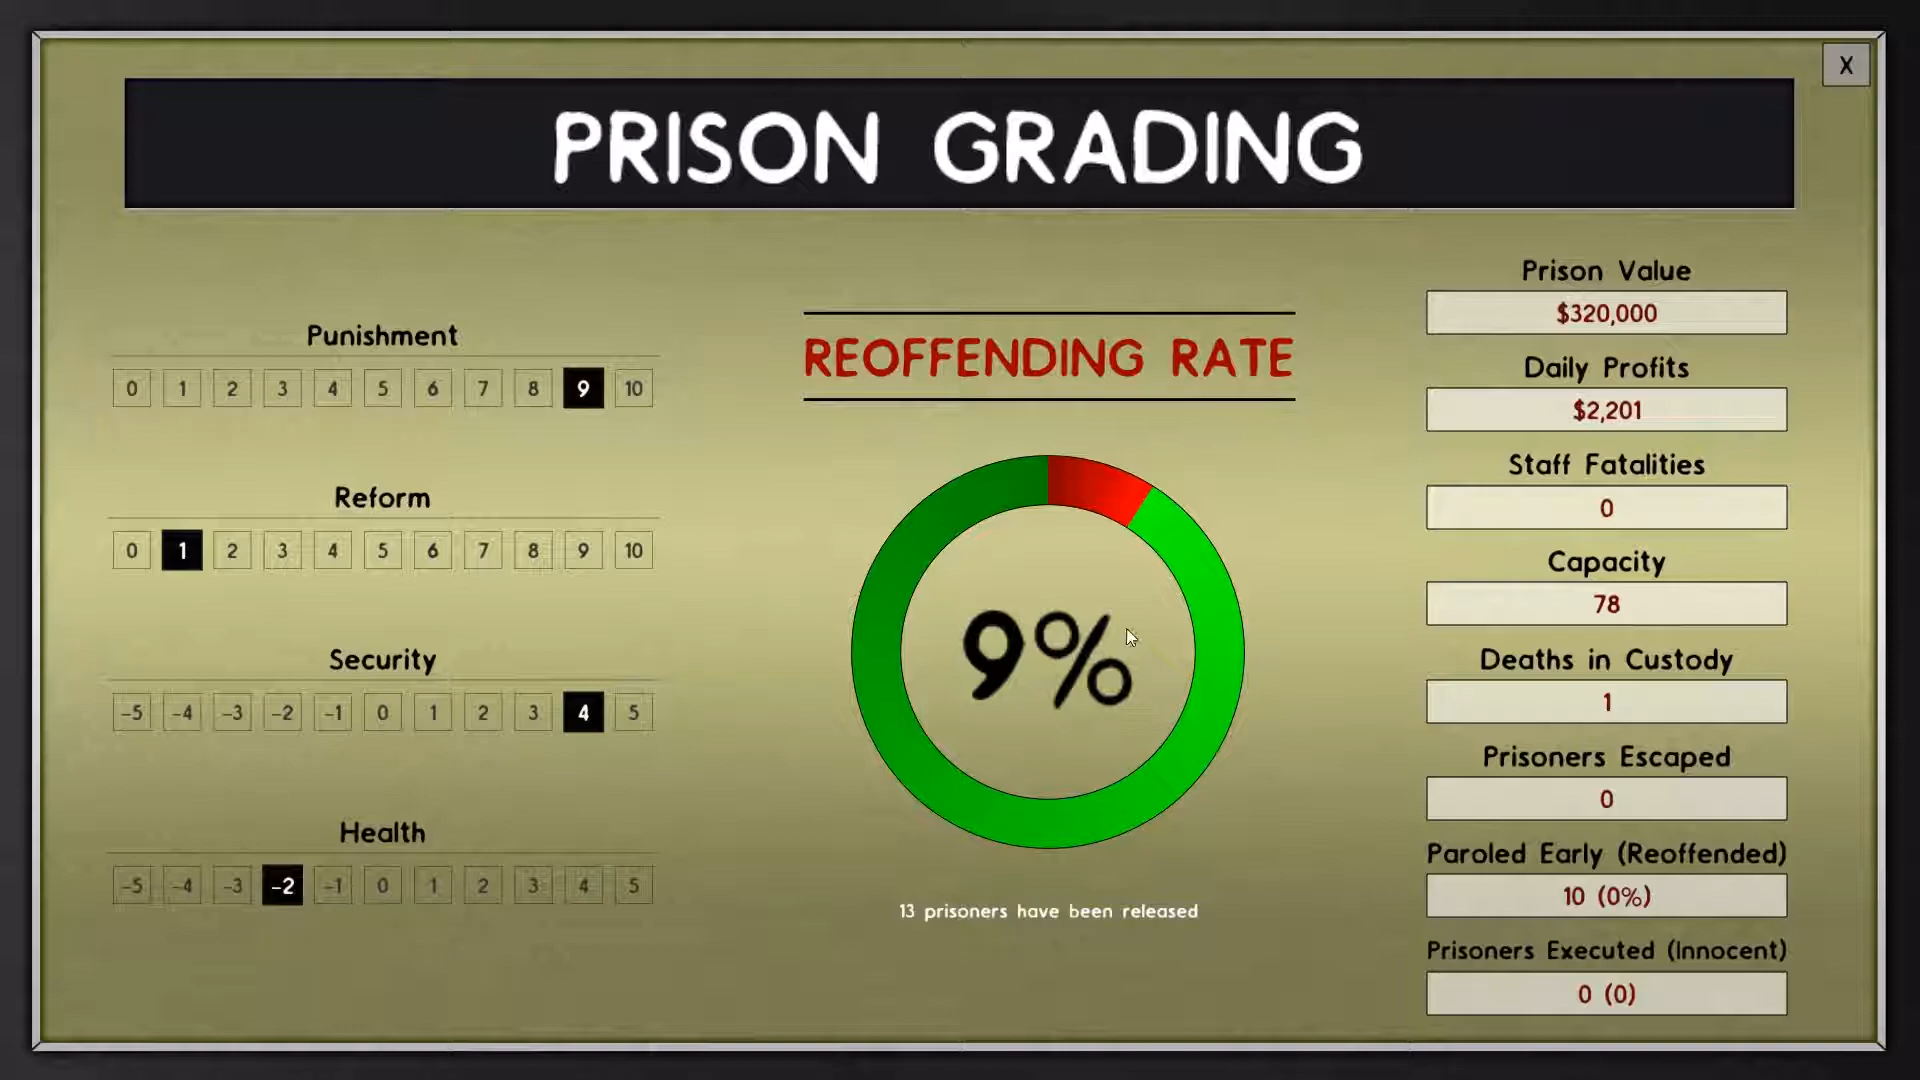 X
PRISON GRADING
Punishment
0 1 2 3 4 5 6 7 8 9 10
Reform
0 1 2 3 4 5 6 7 8 9 10
Security
-5 -4 -3 -2 -1 0 1 2 3 4 5
Health
-5 -4 -3 -2 -1 0 1 2 3 4 5
REOFFENDING RATE
9%
13 prisoners have been released
Prison Value
$320,000
Daily Profits
$2,201
Staff Fatalities
0
Capacity
78
Deaths in Custody
1
Prisoners Escaped
0
Paroled Early (Reoffended)
10 (0%)
Prisoners Executed (Innocent)
0 (0)